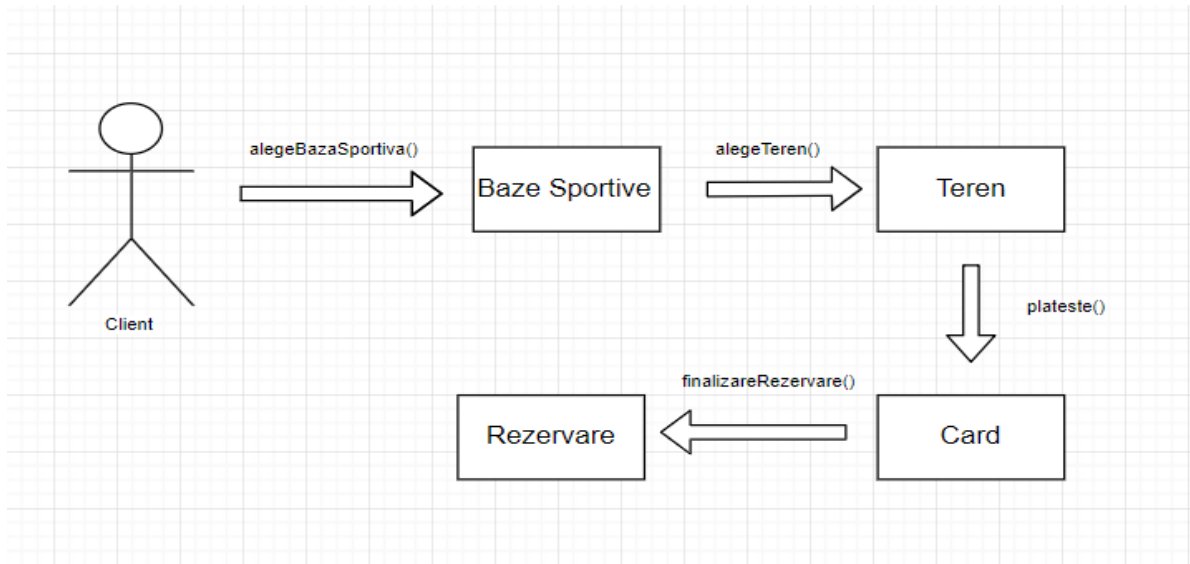 alegeBazaSportiva()
Baze Sportive
alegeTeren()
Teren
Client
plateste()
finalizareRezervare()
Rezervare
Card